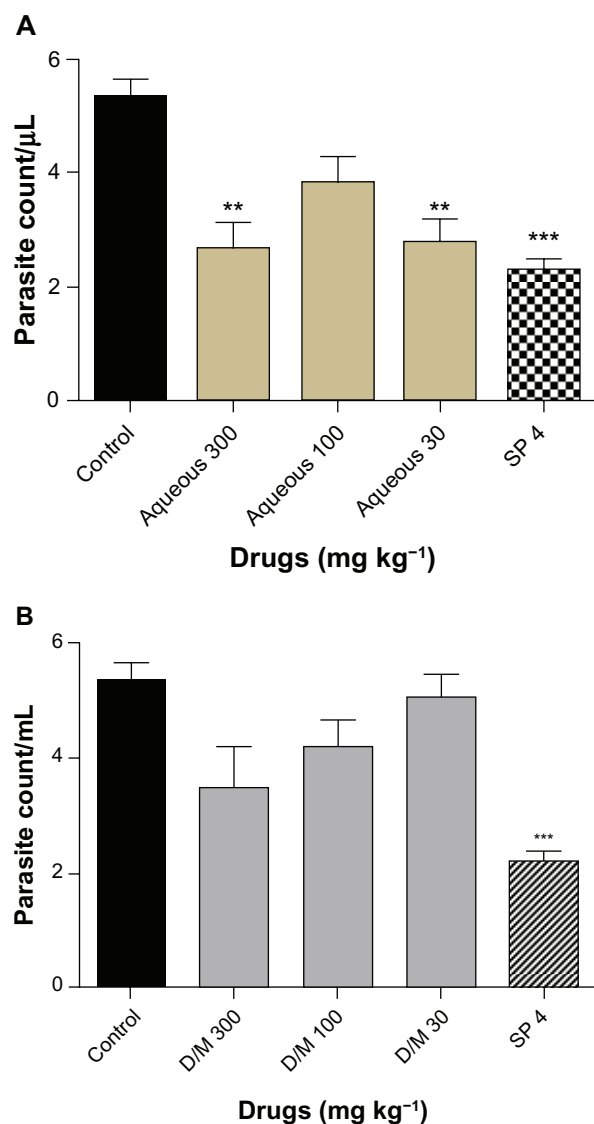 A
Parasite count/µL
6
4
2
0
**
**
***
Control
Aqueous 300
Aqueous 100
Aqueous 30
SP 4
Drugs (mg kg⁻¹)
B
Parasite count/mL
6
4
2
0
***
Control
D/M 300
D/M 100
D/M 30
SP 4
Drugs (mg kg⁻¹)